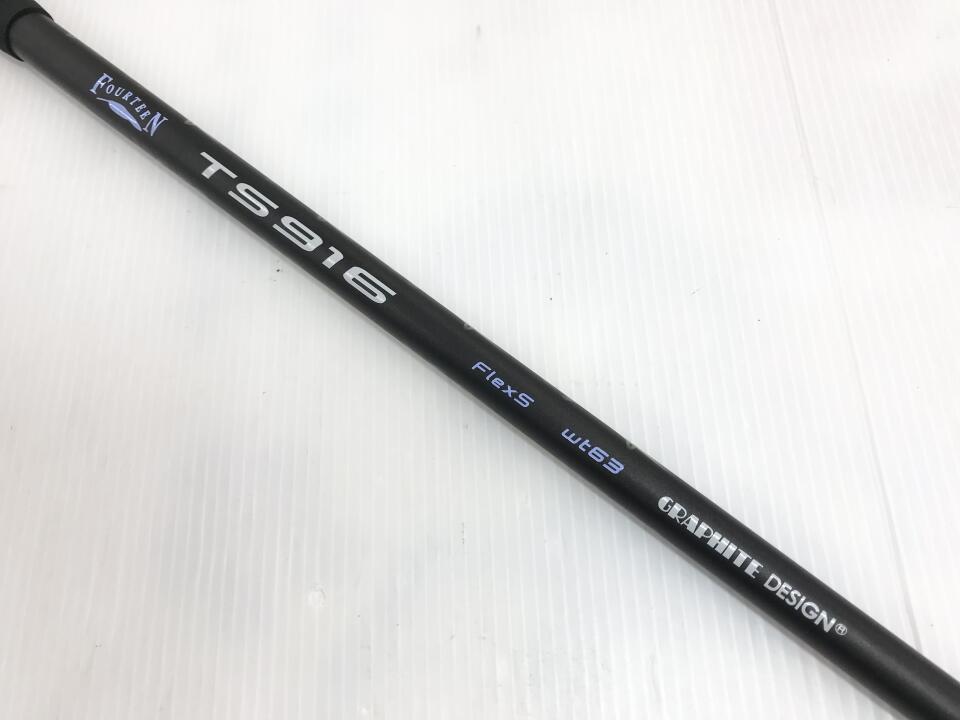 FOURTEEN
TS916
FlexS
wt63
GRAPHITE DESIGN®